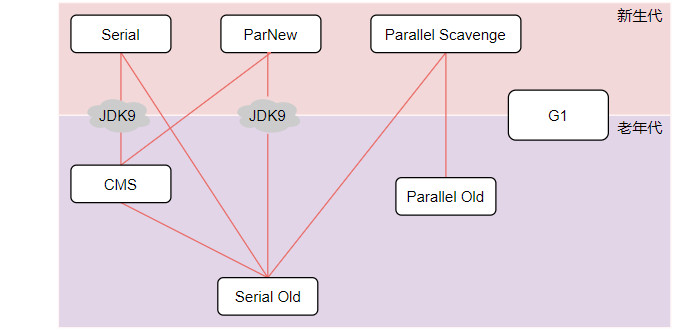 新生代
Serial
ParNew
Parallel Scavenge
JDK9
JDK9
G1
老年代
CMS
Parallel Old
Serial Old